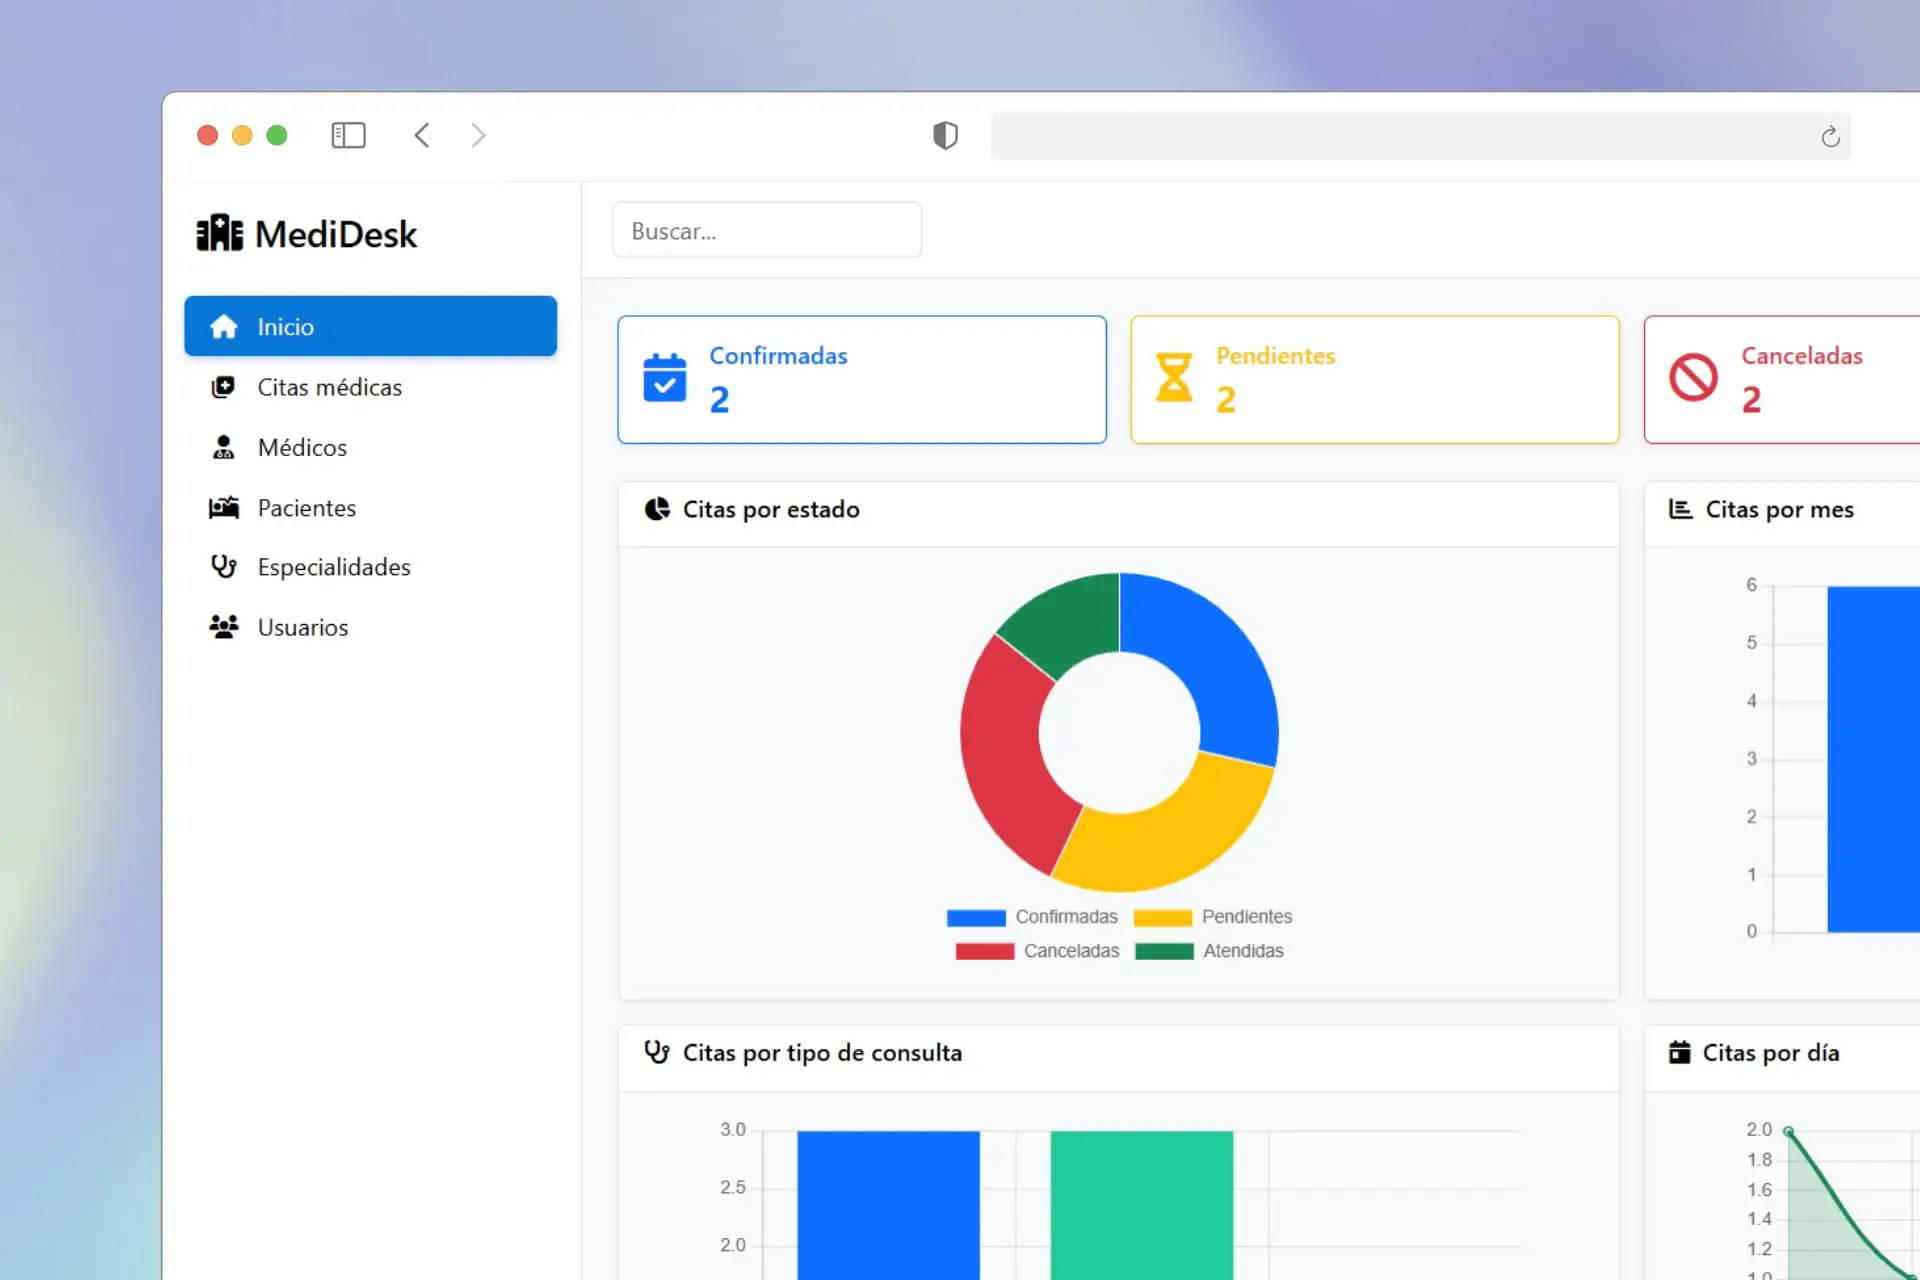 MediDesk
Buscar...
Inicio
Citas médicas
Médicos
Pacientes
Especialidades
Usuarios
Confirmadas
2
Pendientes
2
Canceladas
2
Citas por estado
Confirmadas
Pendientes
Canceladas
Atendidas
Citas por mes
6
5
4
3
2
1
0
Citas por tipo de consulta
3.0
2.5
2.0
Citas por día
2.0
1.8
1.6
1.4
1.2
1.0